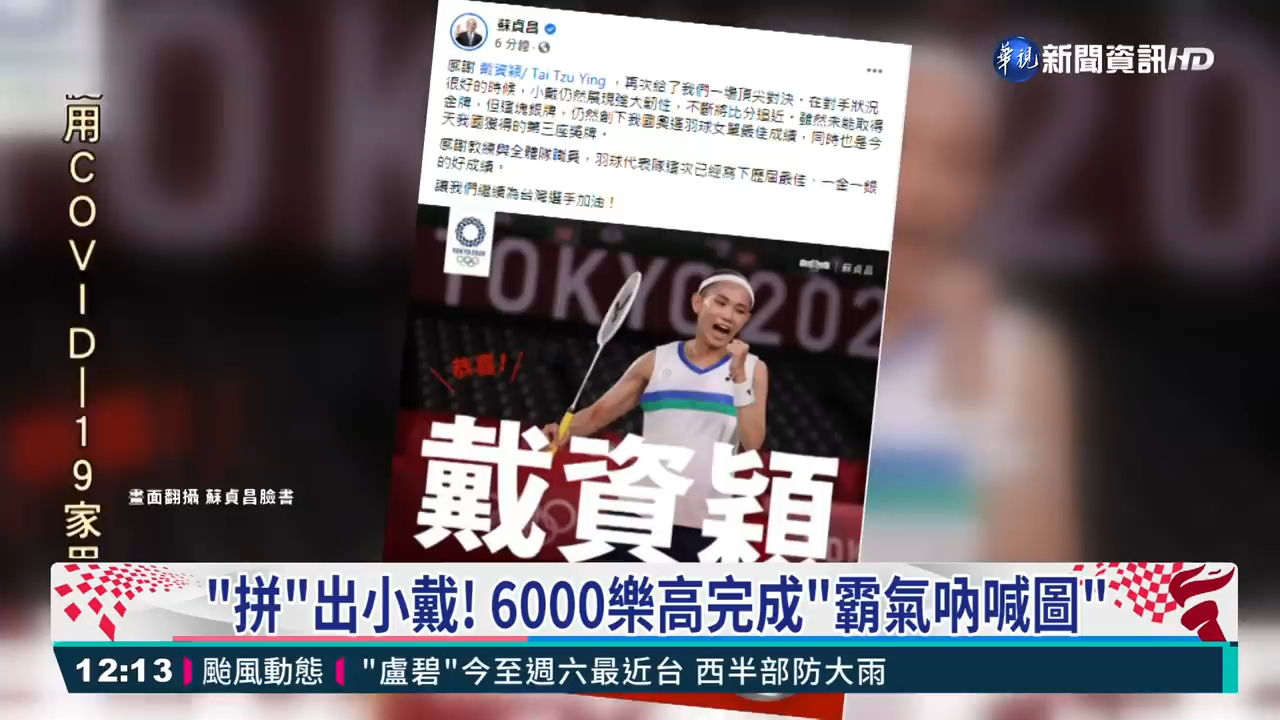 蘇貞昌
6 分鐘
感謝 戴資穎/ Tai Tzu Ying ，再次給了我們一場頂尖對決。在對手狀況
很好的時候，小戴仍然展現強大韌性，不斷將比分追近。雖然未能取得
金牌，但這塊銀牌，仍然創下我國奧運羽球女單最佳成績，同時也是今
天我國獲得的第三座獎牌。
感謝教練與全體隊職員，羽球代表隊這次已經寫下歷屆最佳、一金一銀
的好成績。
讓我們繼續為台灣選手加油！
華視 新聞資訊HD
用COVID-19家
TOKYO 2020
TOKYO 202
蘇貞昌
恭喜!
戴資穎
畫面翻攝 蘇貞昌臉書
"拼"出小戴! 6000樂高完成"霸氣吶喊圖"
12:13 颱風動態 "盧碧"今至週六最近台 西半部防大雨